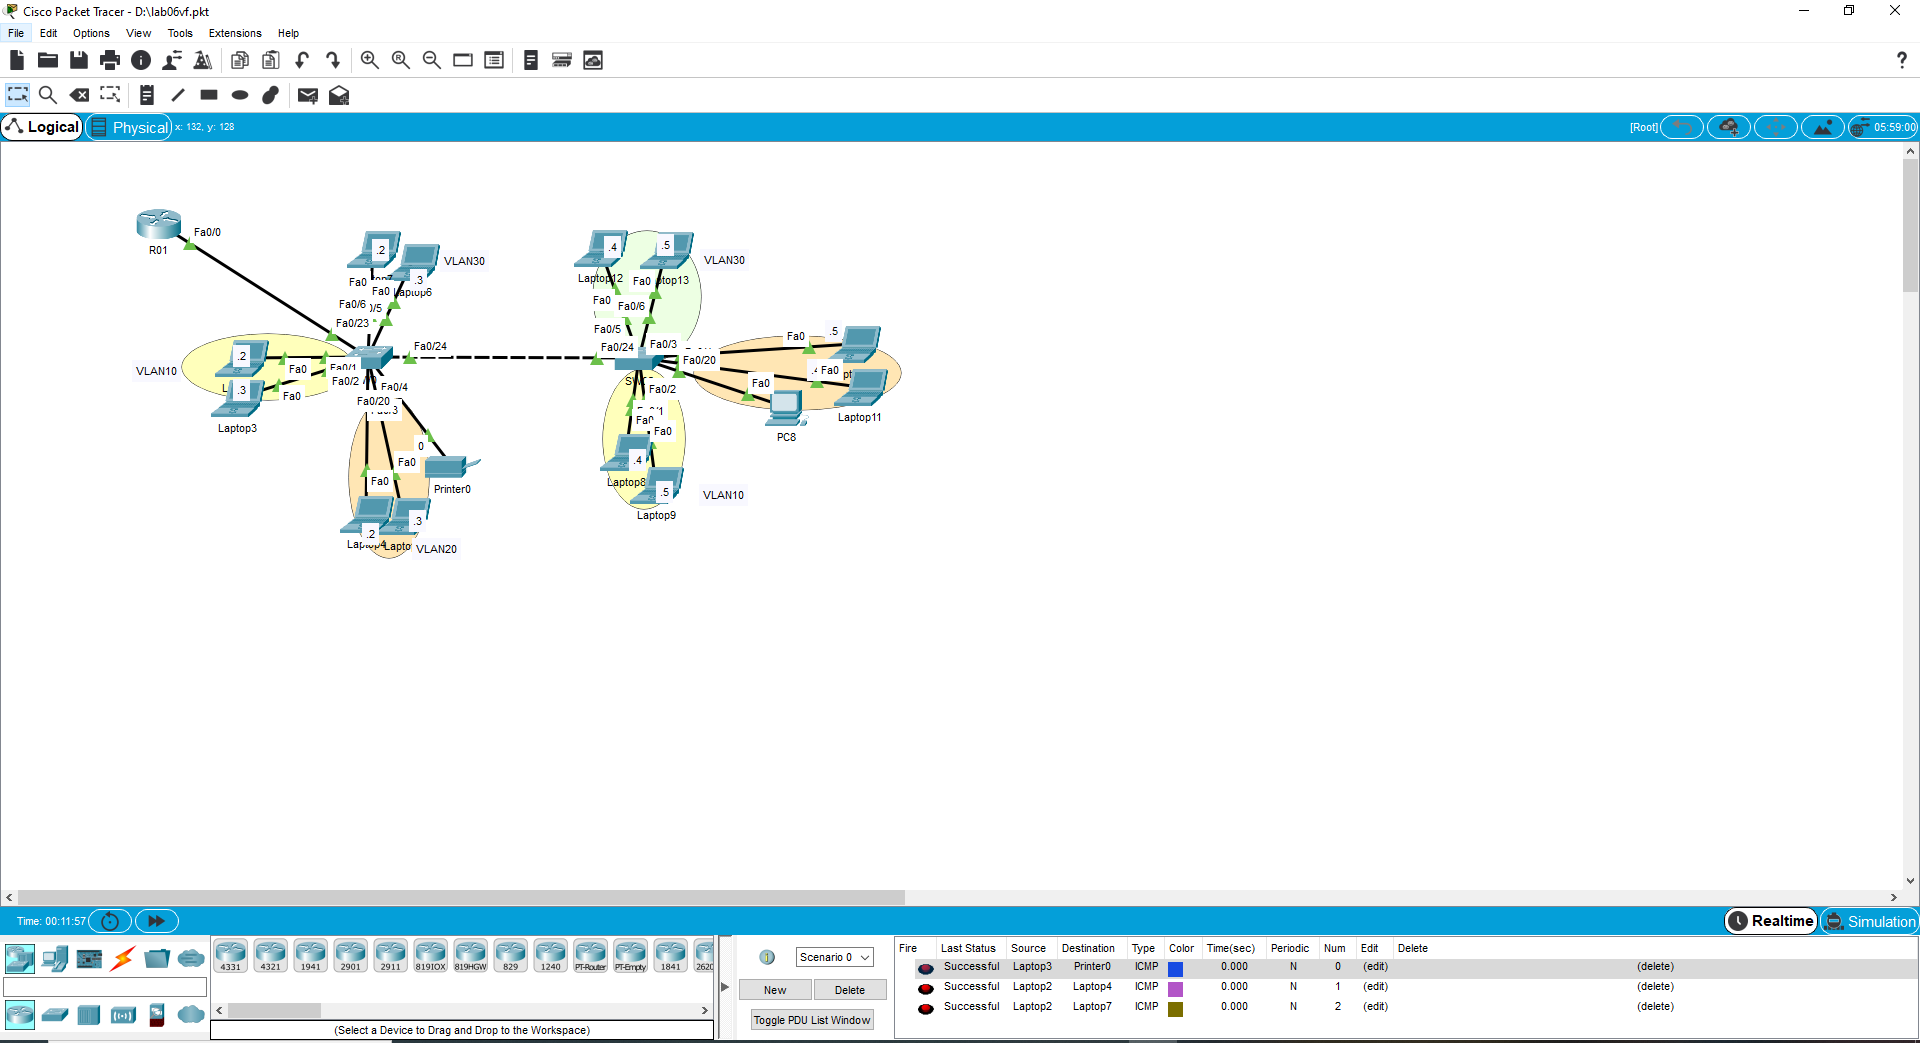 Cisco Packet Tracer - D:\lab06vf.pkt
File Edit Options View Tools Extensions Help
?
Logical Physical x: 132, y: 128 [Root] 05:59:00
R01
Fa0/0
.2
.3
VLAN30
Fa0
Fa0
Laptop6
Fa0/6
Fa0/23
Fa0/24
VLAN10
.2
.3
Fa0
Fa0
Laptop3
Fa0/1
Fa0/2
Fa0/4
Fa0/20
0
Fa0
Fa0
Printer0
.2
.3
Laptop4
VLAN20
.4
.5
VLAN30
Laptop12
Fa0
Fa0
Fa0/6
Fa0/5
Fa0/24
Fa0/3
Fa0/20
Fa0/2
Fa0
.5
Fa0
Fa0
Laptop11
PC8
Fa0
Fa0
.4
Laptop8
.5
Laptop9
VLAN10
Time: 00:11:57 Realtime Simulation
4331 4321 1941 2901 2911 819IOX 819HGW 829 1240 PT-Router PT-Empty 1841
(Select a Device to Drag and Drop to the Workspace)
Scenario 0
New Delete
Toggle PDU List Window
Fire Last Status Source Destination Type Color Time(sec) Periodic Num Edit Delete
Successful Laptop3 Printer0 ICMP 0.000 N 0 (edit) (delete)
Successful Laptop2 Laptop4 ICMP 0.000 N 1 (edit) (delete)
Successful Laptop2 Laptop7 ICMP 0.000 N 2 (edit) (delete)